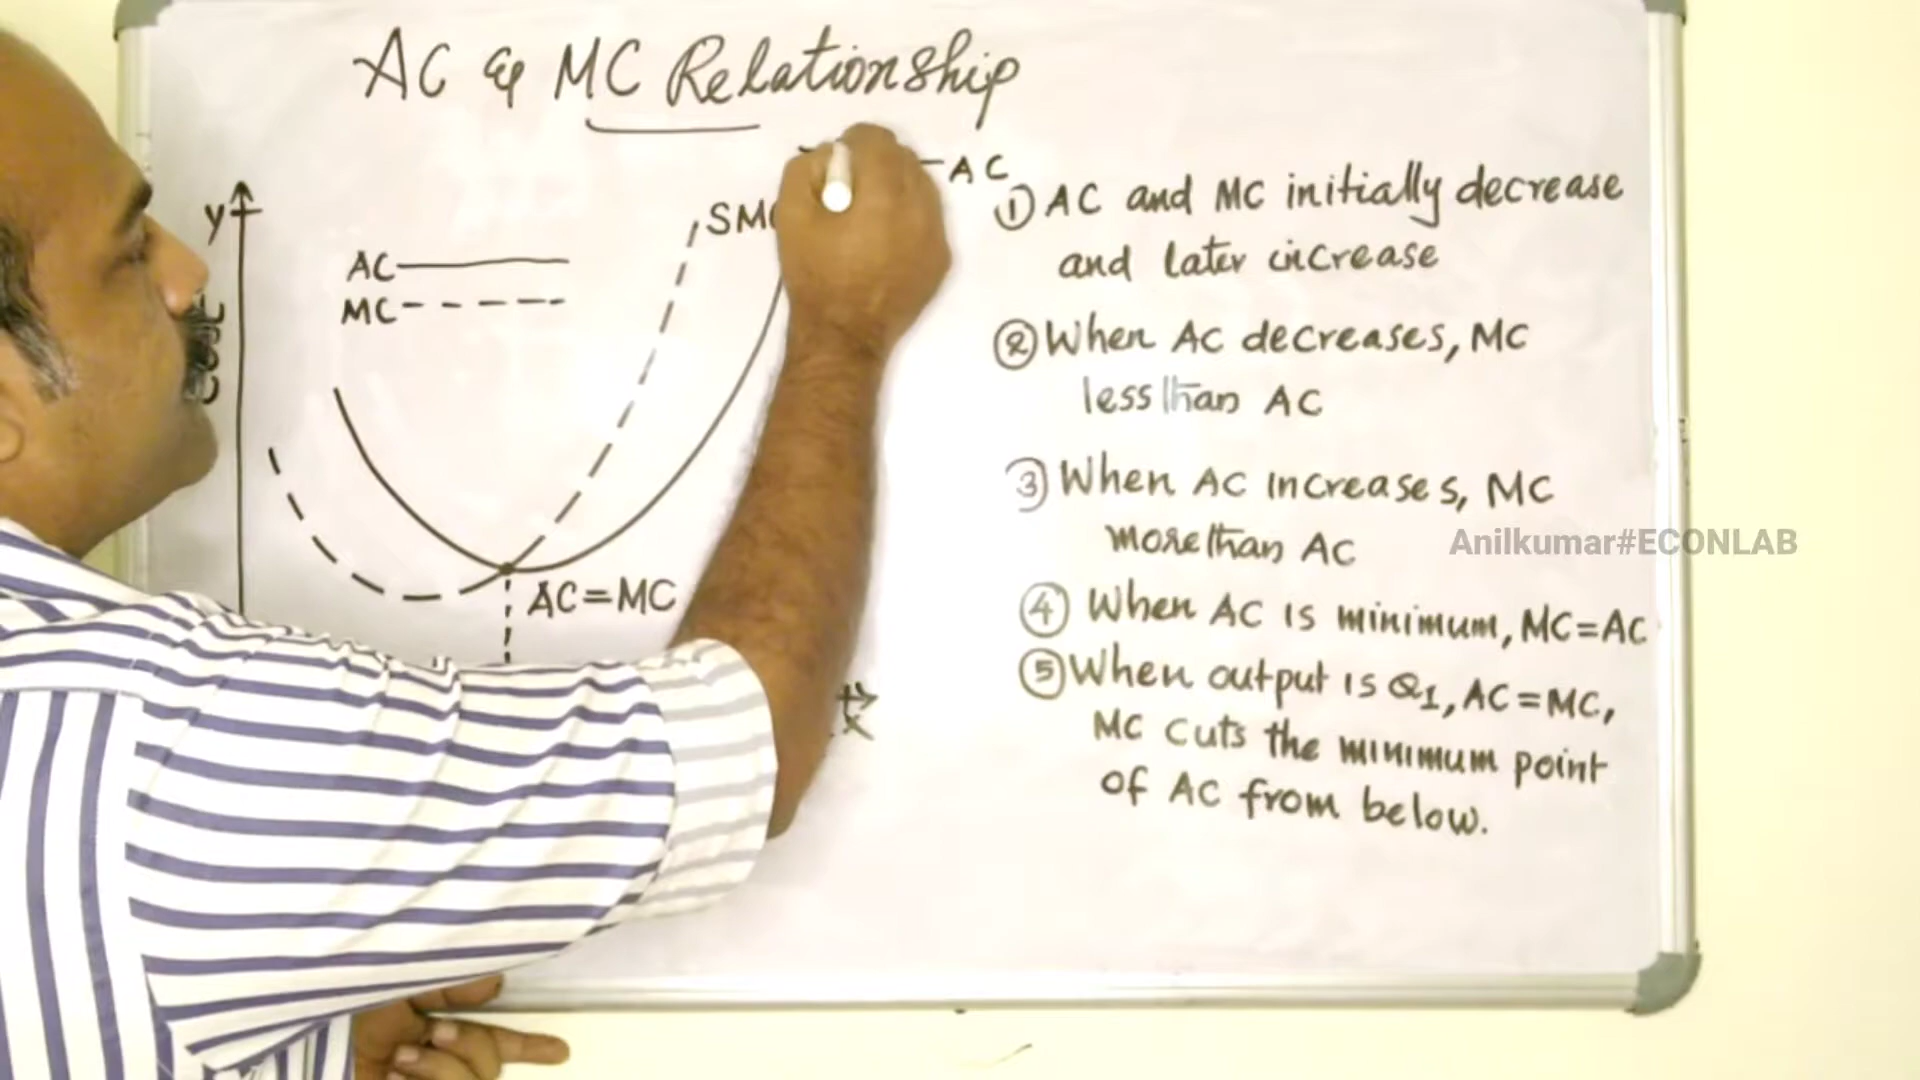 AC & MC Relationship
AC
SMC
Y
AC
MC
Cost
AC=MC
X
① AC and MC initially decrease
and later increase
② When AC decreases, MC
less than AC
③ When AC increases, MC
more than AC
④ When AC is minimum, MC=AC
⑤ When output is Q1, AC=MC,
MC cuts the minimum point
of AC from below.
Anilkumar#ECONLAB